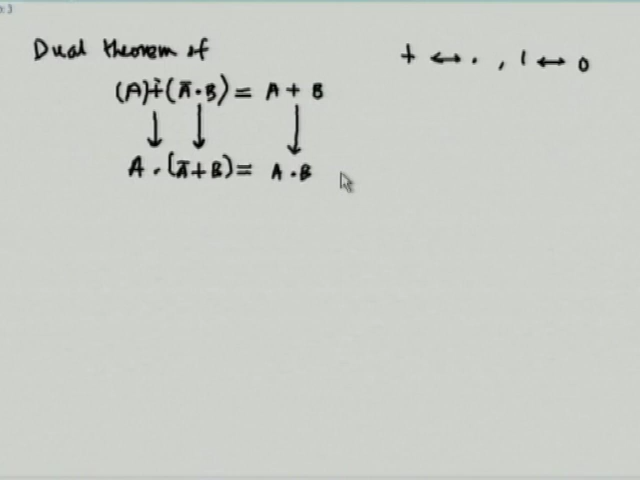 Dual theorem of
+ ↔ · , 1 ↔ 0
(A)+(Ā·B) = A + B
A · (Ā+B) = A · B